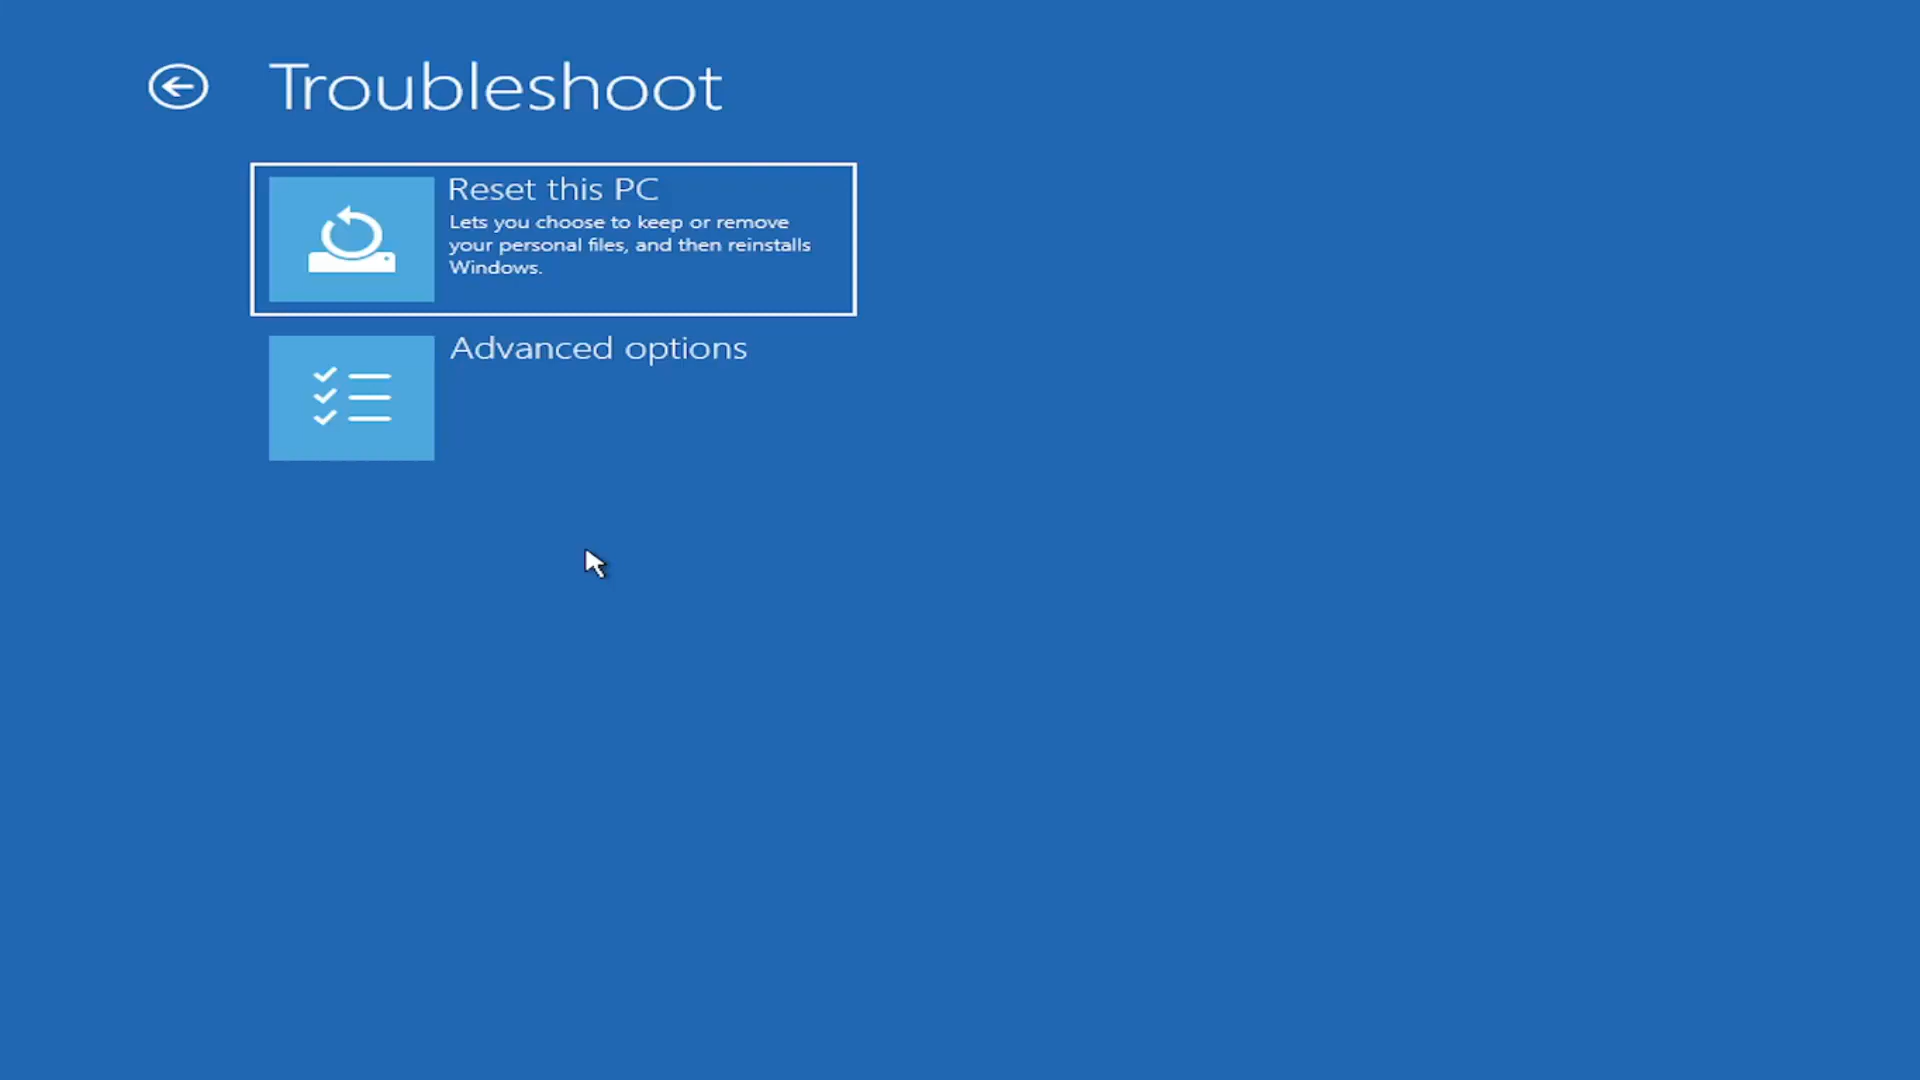 Troubleshoot
Reset this PC
Lets you choose to keep or remove
your personal files, and then reinstalls
Windows.
Advanced options